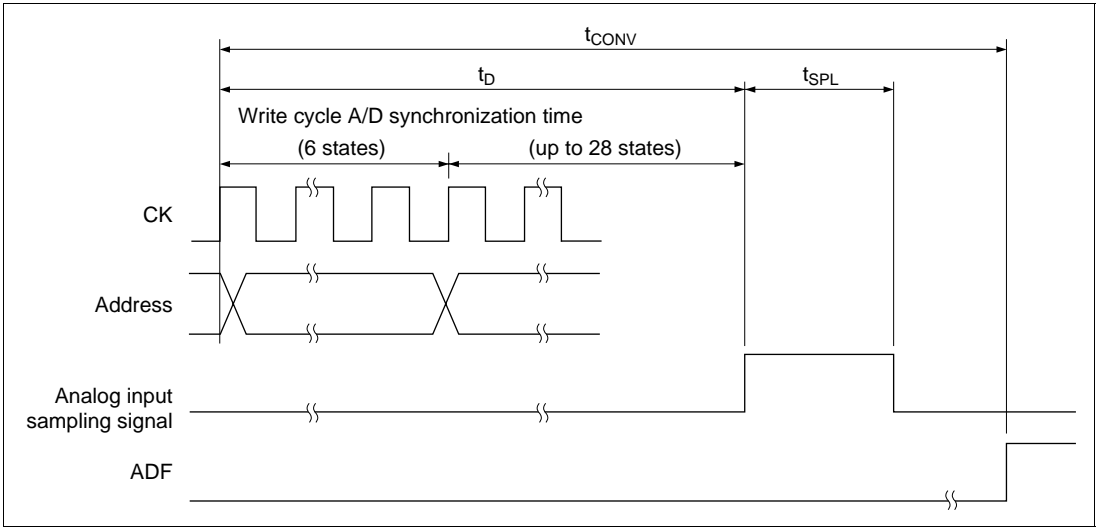 tCONV
tD
tSPL
Write cycle A/D synchronization time
(6 states)
(up to 28 states)
CK
Address
Analog input
sampling signal
ADF